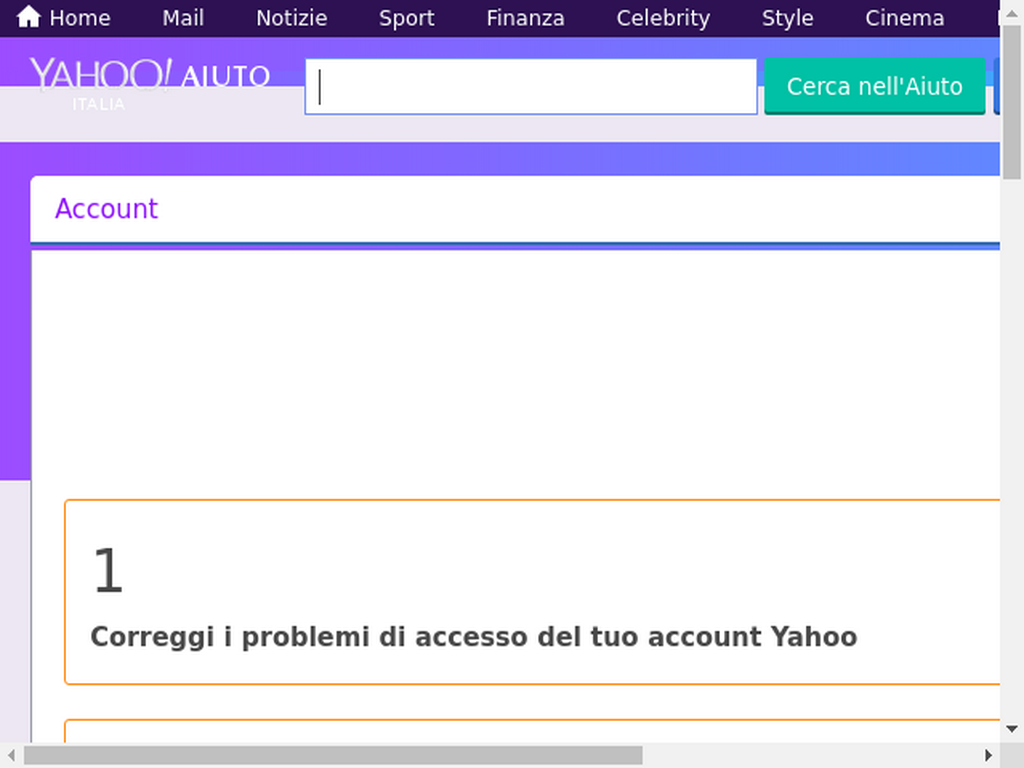 Home Mail Notizie Sport Finanza Celebrity Style Cinema
YAHOO! AIUTO
ITALIA
Cerca nell'Aiuto
Account
1
Correggi i problemi di accesso del tuo account Yahoo